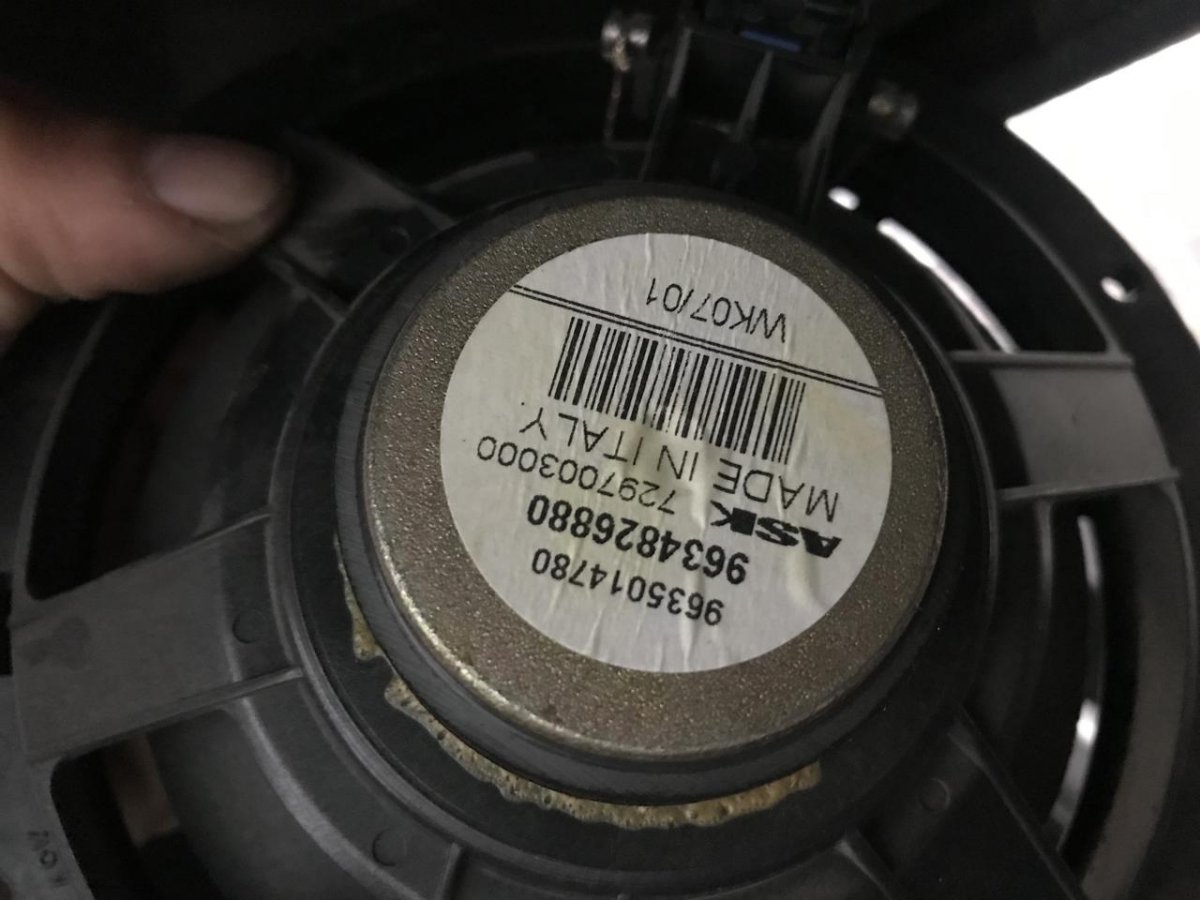 9635014780
9634826880
ASK 7297003000
MADE IN ITALY
WK07/01